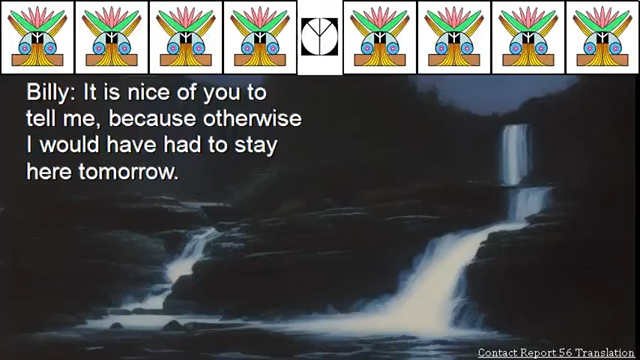 Billy: It is nice of you to
tell me, because otherwise
I would have had to stay
here tomorrow.
Contact Report 56 Translation